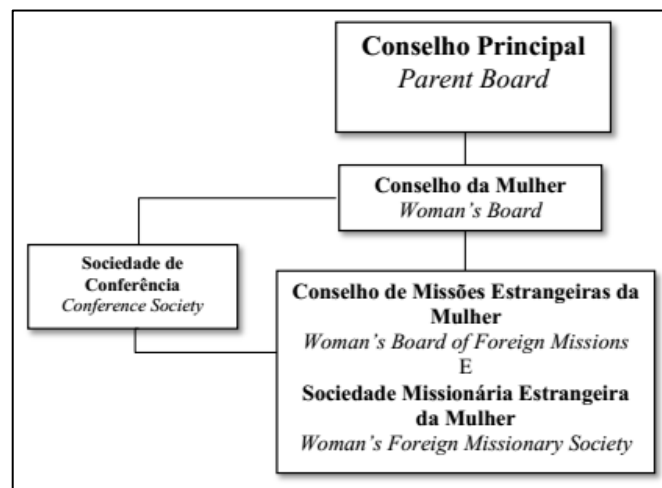 Conselho Principal
Parent Board
Conselho da Mulher
Woman's Board
Sociedade de
Conferência
Conference Society
Conselho de Missões Estrangeiras da
Mulher
Woman's Board of Foreign Missions
E
Sociedade Missionária Estrangeira
da Mulher
Woman's Foreign Missionary Society